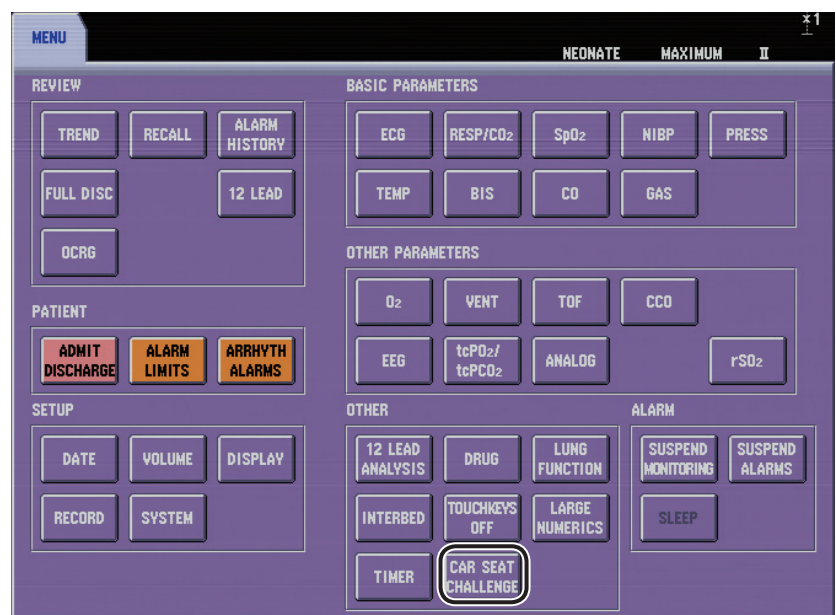 ×1
MENU
NEONATE MAXIMUM II
REVIEW
TREND RECALL ALARM HISTORY
FULL DISC 12 LEAD
OCRG
PATIENT
ADMIT DISCHARGE ALARM LIMITS ARRHYTH ALARMS
SETUP
DATE VOLUME DISPLAY
RECORD SYSTEM
BASIC PARAMETERS
ECG RESP/CO2 SpO2 NIBP PRESS
TEMP BIS CO GAS
OTHER PARAMETERS
O2 VENT TOF CCO
EEG tcPO2/ tcPCO2 ANALOG rSO2
OTHER
12 LEAD ANALYSIS DRUG LUNG FUNCTION
INTERBED TOUCHKEYS OFF LARGE NUMERICS
TIMER CAR SEAT CHALLENGE
ALARM
SUSPEND MONITORING SUSPEND ALARMS
SLEEP